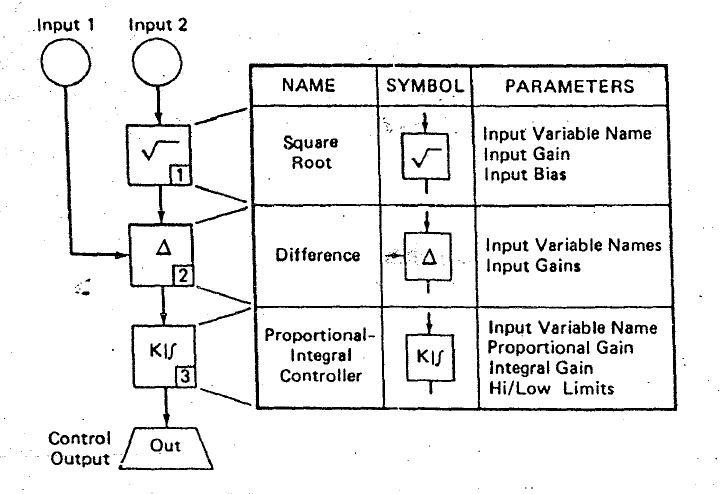 Input 1
Input 2
NAME
SYMBOL
PARAMETERS
√
1
Square
Root
√
Input Variable Name
Input Gain
Input Bias
Δ
2
Difference
Δ
Input Variable Names
Input Gains
K|∫
3
Proportional-
Integral
Controller
K|∫
Input Variable Name
Proportional Gain
Integral Gain
Hi/Low Limits
Control
Output
Out